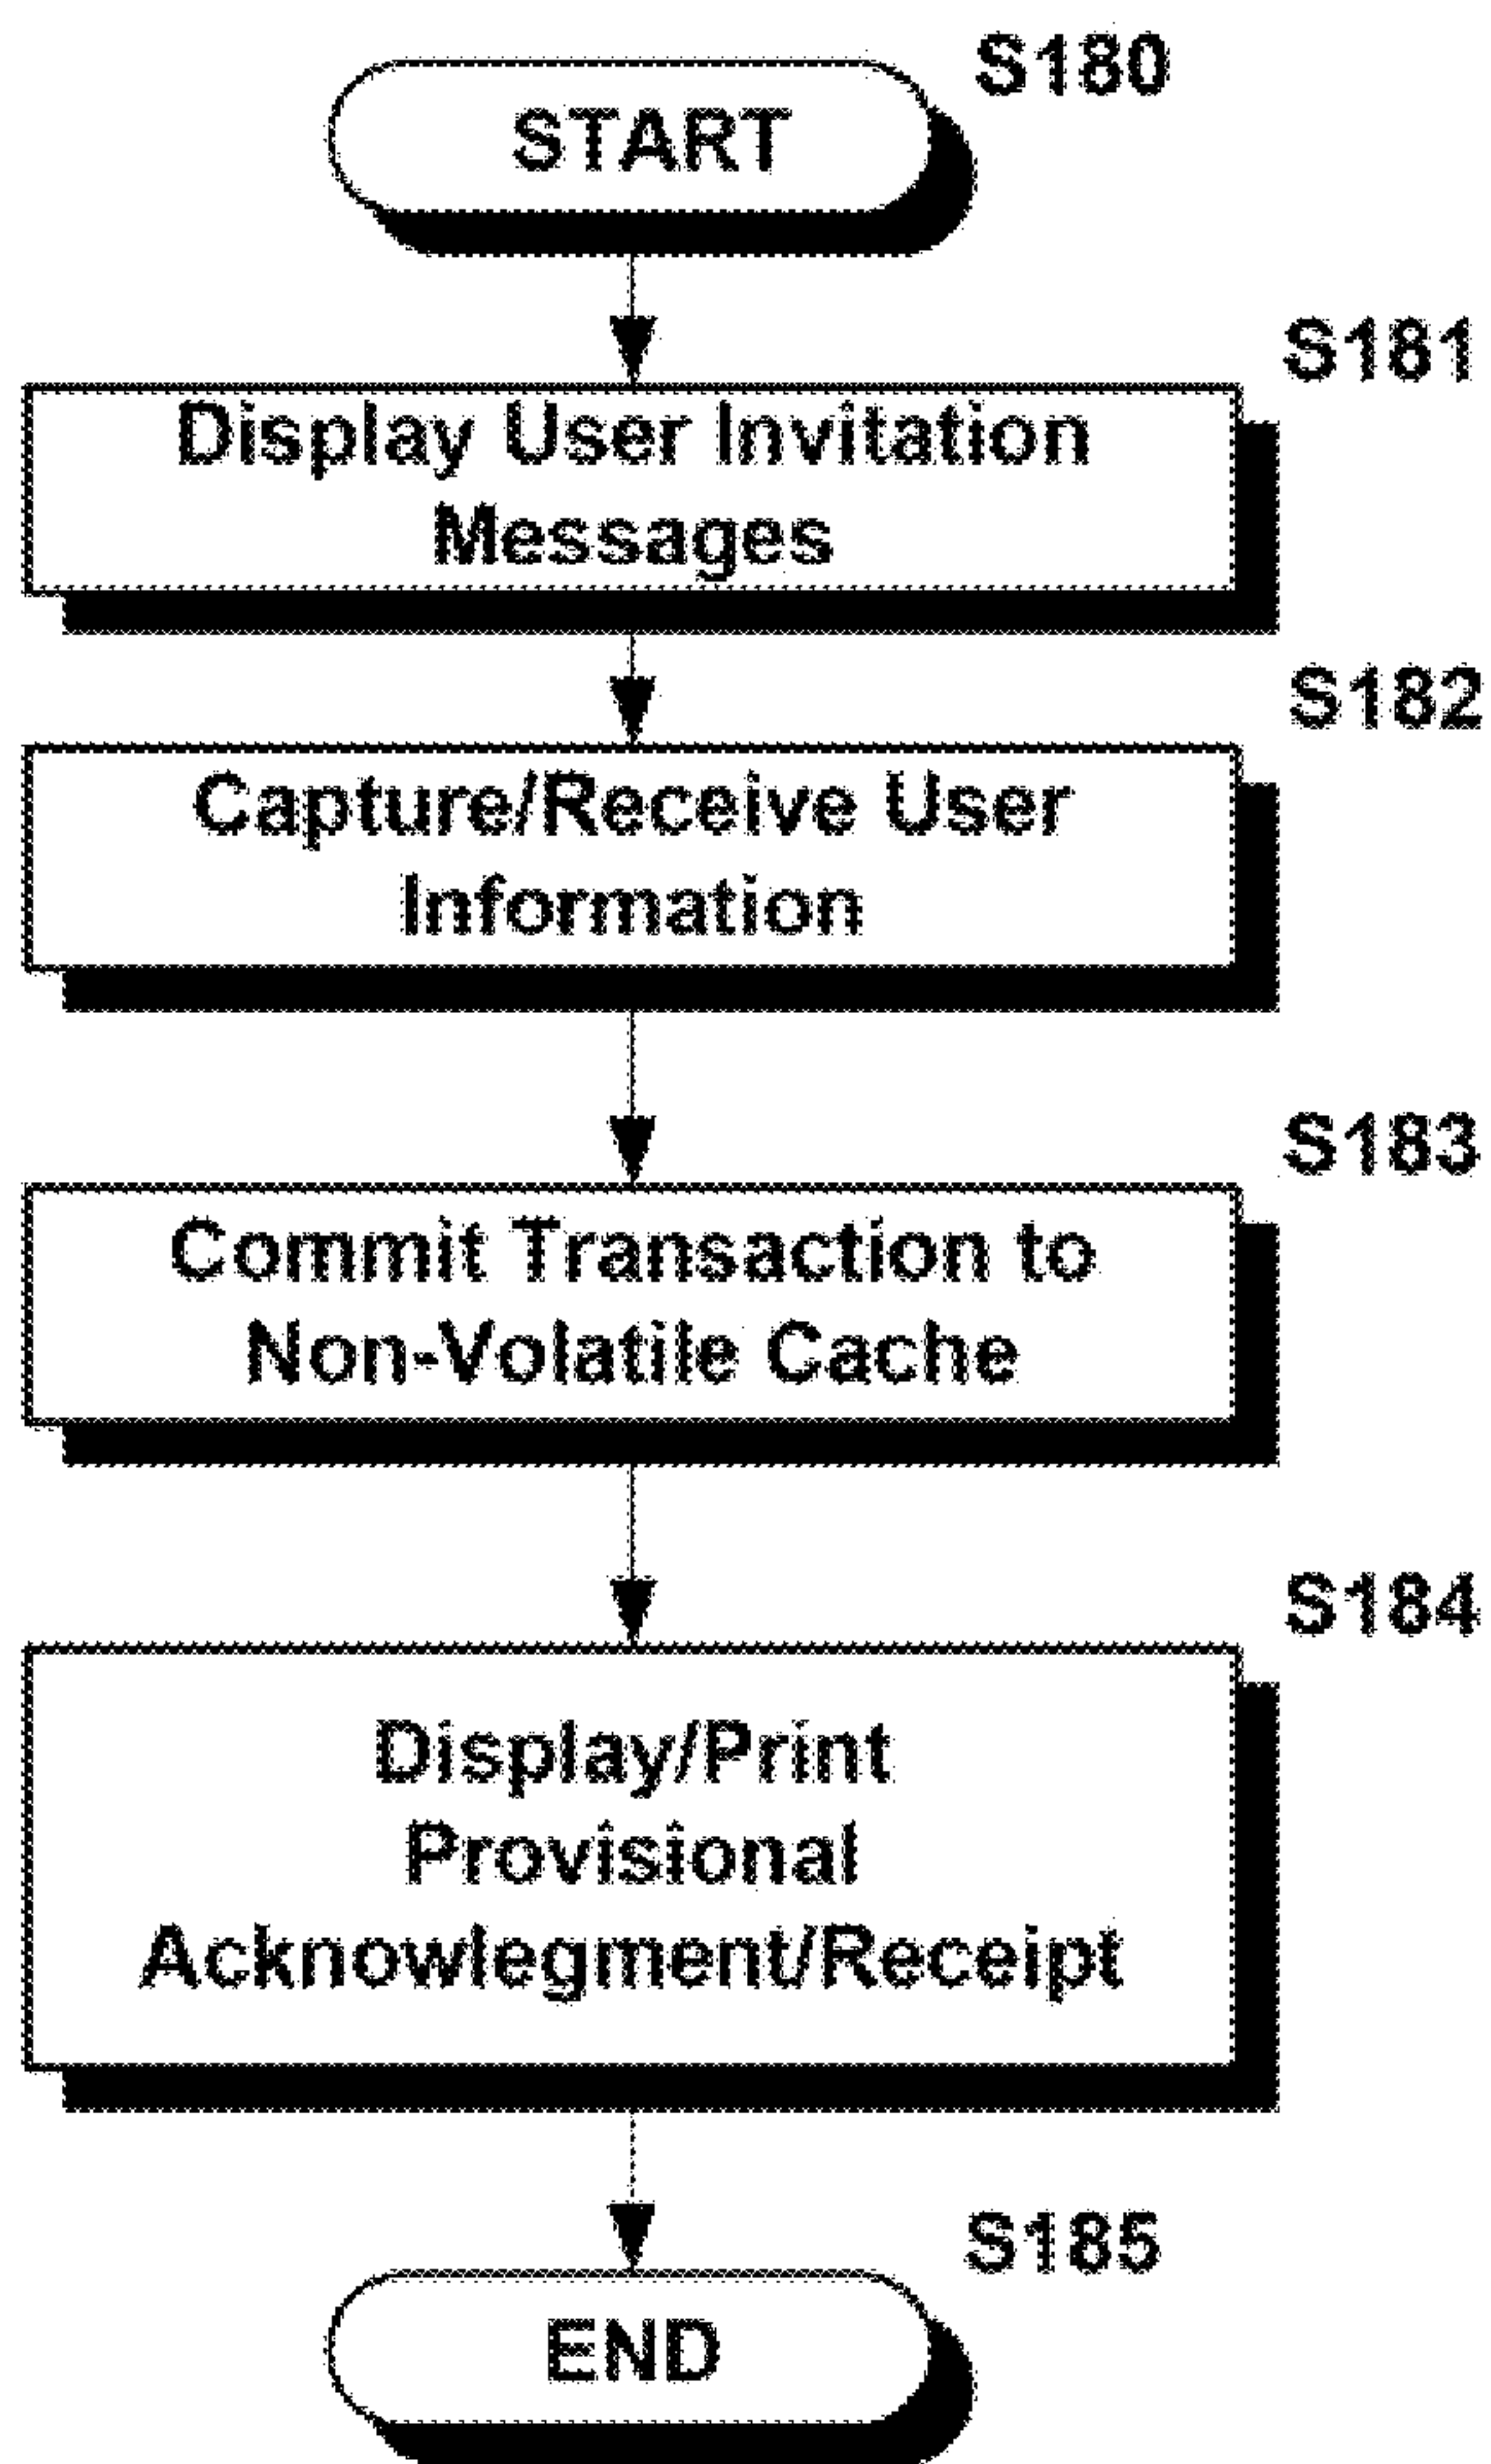 S180
START
S181
Display User Invitation
Messages
S182
Capture/Receive User
Information
S183
Commit Transaction to
Non-Volatile Cache
S184
Display/Print
Provisional
Acknowlegment/Receipt
S185
END